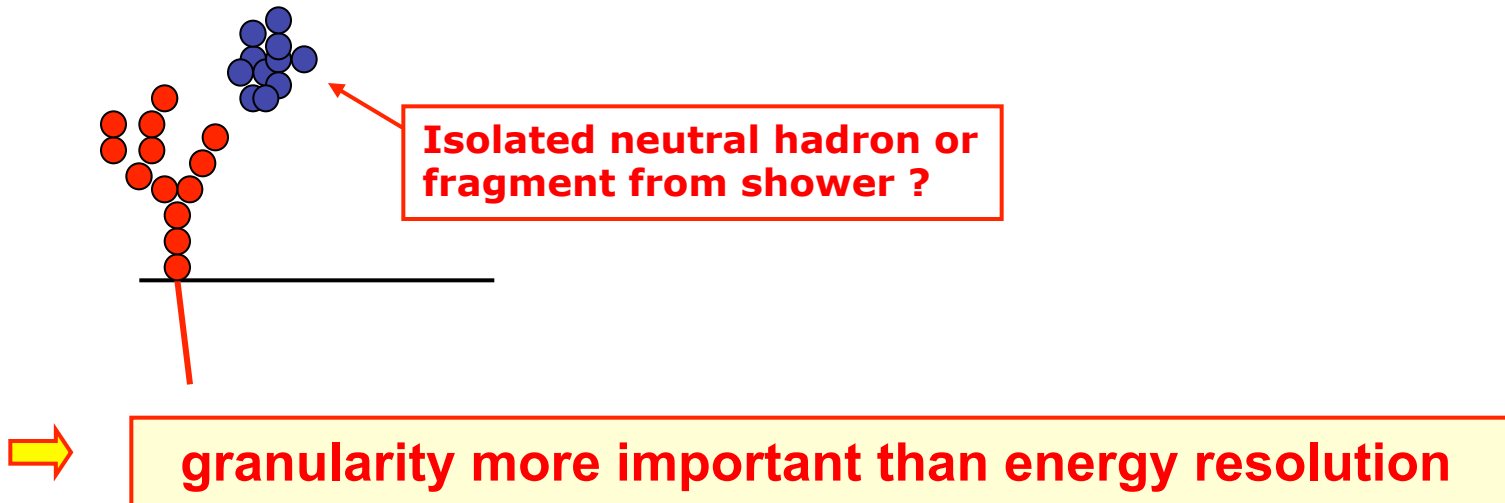 Isolated neutral hadron or
fragment from shower ?
granularity more important than energy resolution